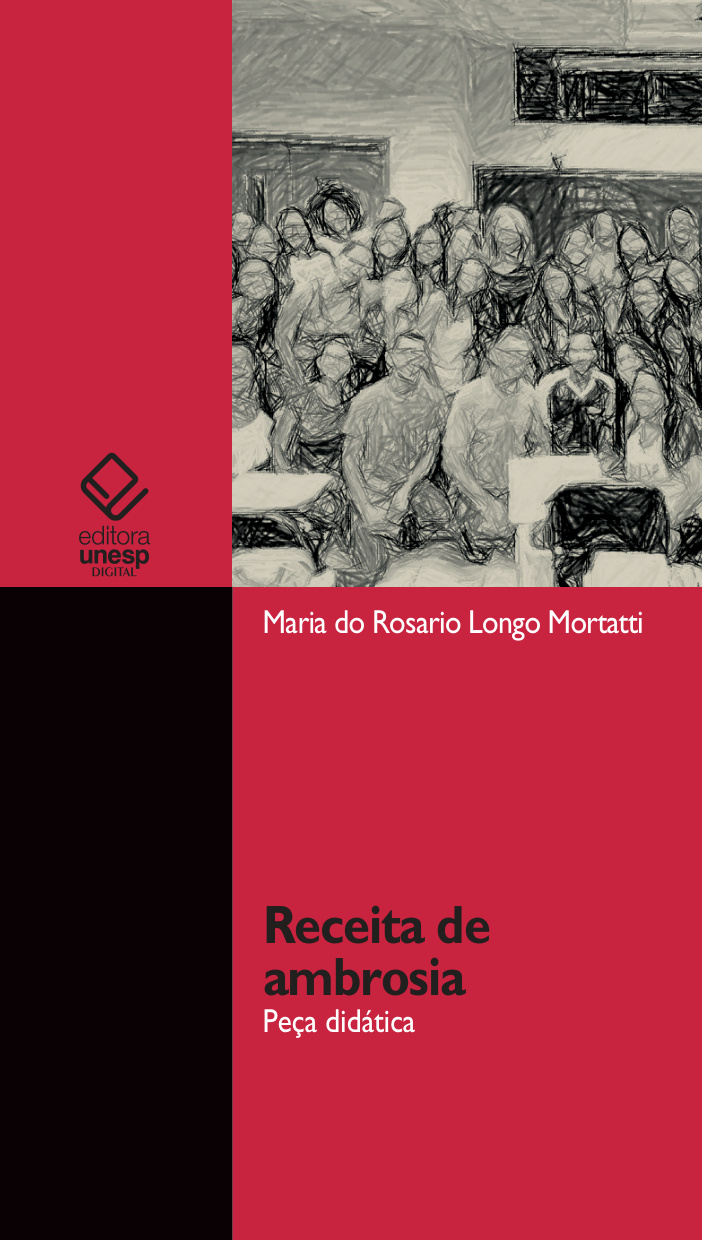 editora
unesp
DIGITAL
Maria do Rosario Longo Mortatti
Receita de
ambrosia
Peça didática